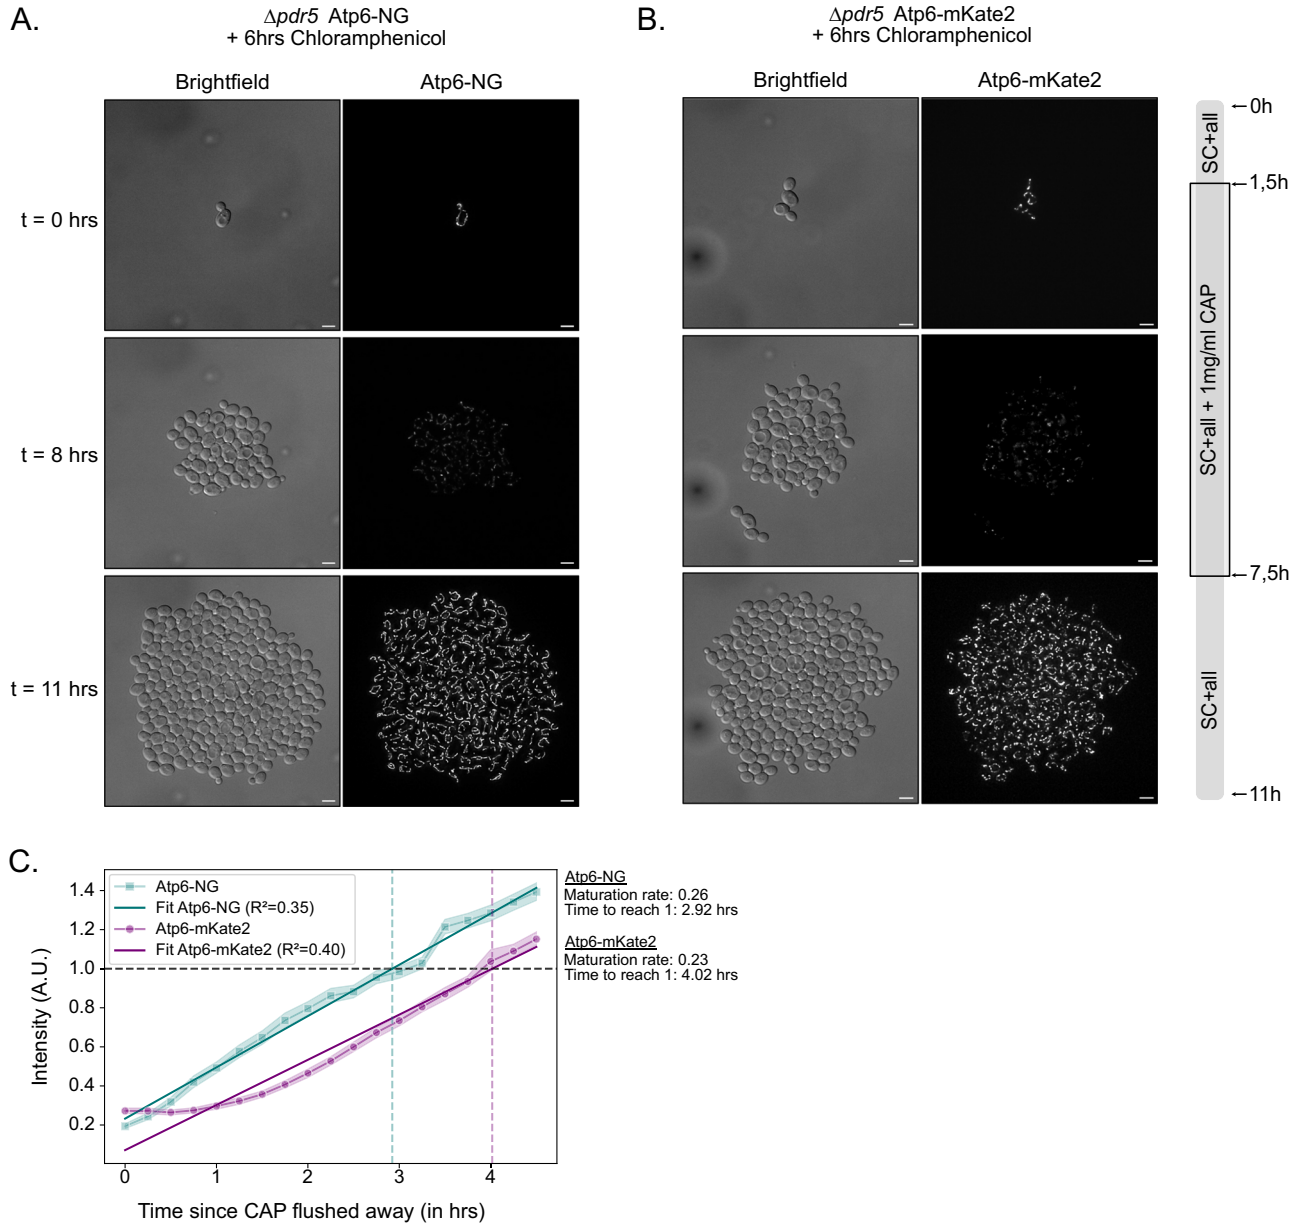 A.
Δpdr5 Atp6-NG
+ 6hrs Chloramphenicol
Brightfield
Atp6-NG
t = 0 hrs
t = 8 hrs
t = 11 hrs
B.
Δpdr5 Atp6-mKate2
+ 6hrs Chloramphenicol
Brightfield
Atp6-mKate2
SC+all
SC+all + 1mg/ml CAP
SC+all
←0h
←1,5h
←7,5h
←11h
C.
Atp6-NG
Fit Atp6-NG (R²=0.35)
Atp6-mKate2
Fit Atp6-mKate2 (R²=0.40)
Intensity (A.U.)
1.4
1.2
1.0
0.8
0.6
0.4
0.2
0
1
2
3
4
Time since CAP flushed away (in hrs)
Atp6-NG
Maturation rate: 0.26
Time to reach 1: 2.92 hrs
Atp6-mKate2
Maturation rate: 0.23
Time to reach 1: 4.02 hrs